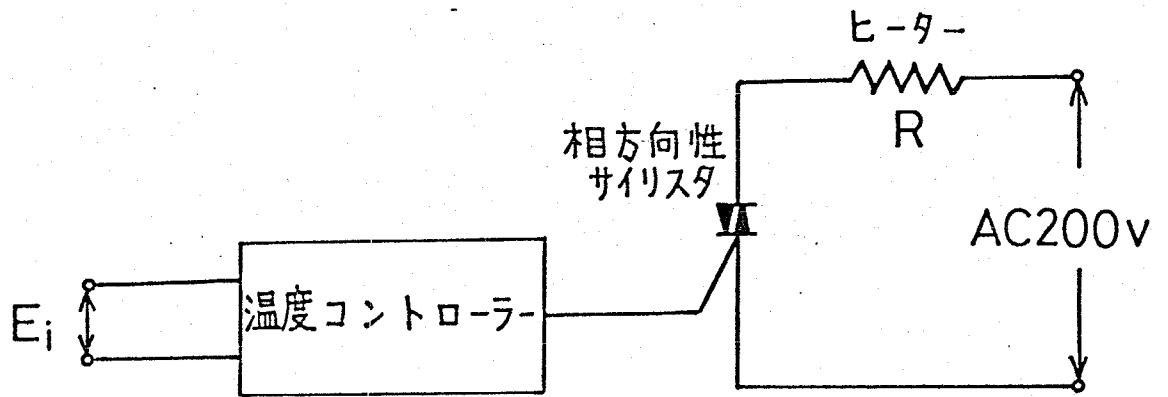 ヒーター
R
相方向性
サイリスタ
AC200v
温度コントローラー
Ei